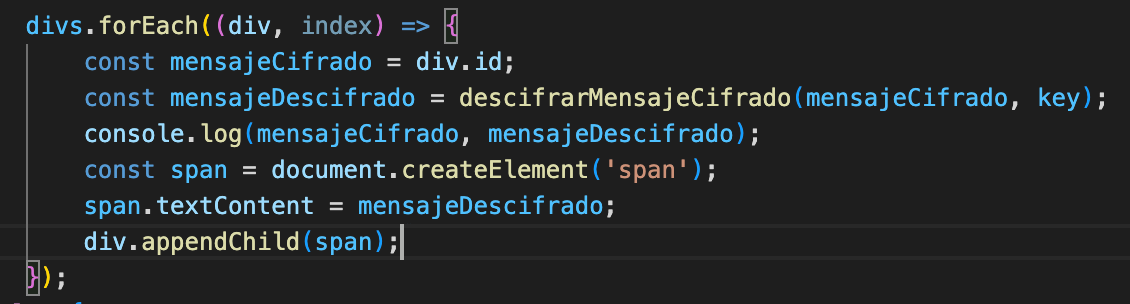 divs.forEach((div, index) => {
    const mensajeCifrado = div.id;
    const mensajeDescifrado = descifrarMensajeCifrado(mensajeCifrado, key);
    console.log(mensajeCifrado, mensajeDescifrado);
    const span = document.createElement('span');
    span.textContent = mensajeDescifrado;
    div.appendChild(span);
});